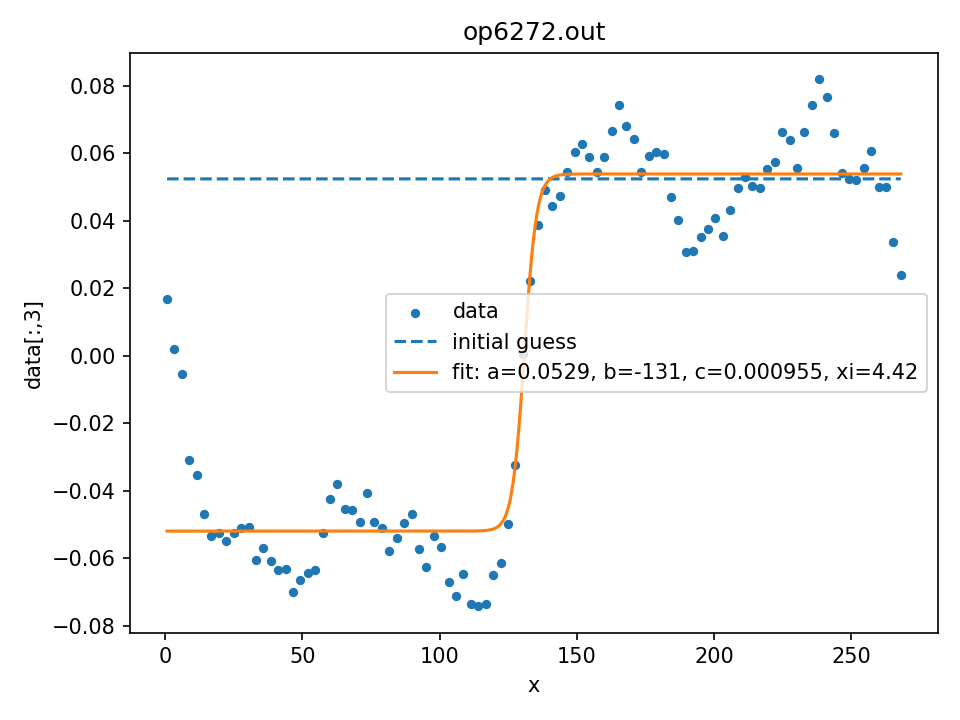 op6272.out
0.08
0.06
0.04
0.02
0.00
−0.02
−0.04
−0.06
−0.08
data[:,3]
data
initial guess
fit: a=0.0529, b=-131, c=0.000955, xi=4.42
0 50 100 150 200 250
x